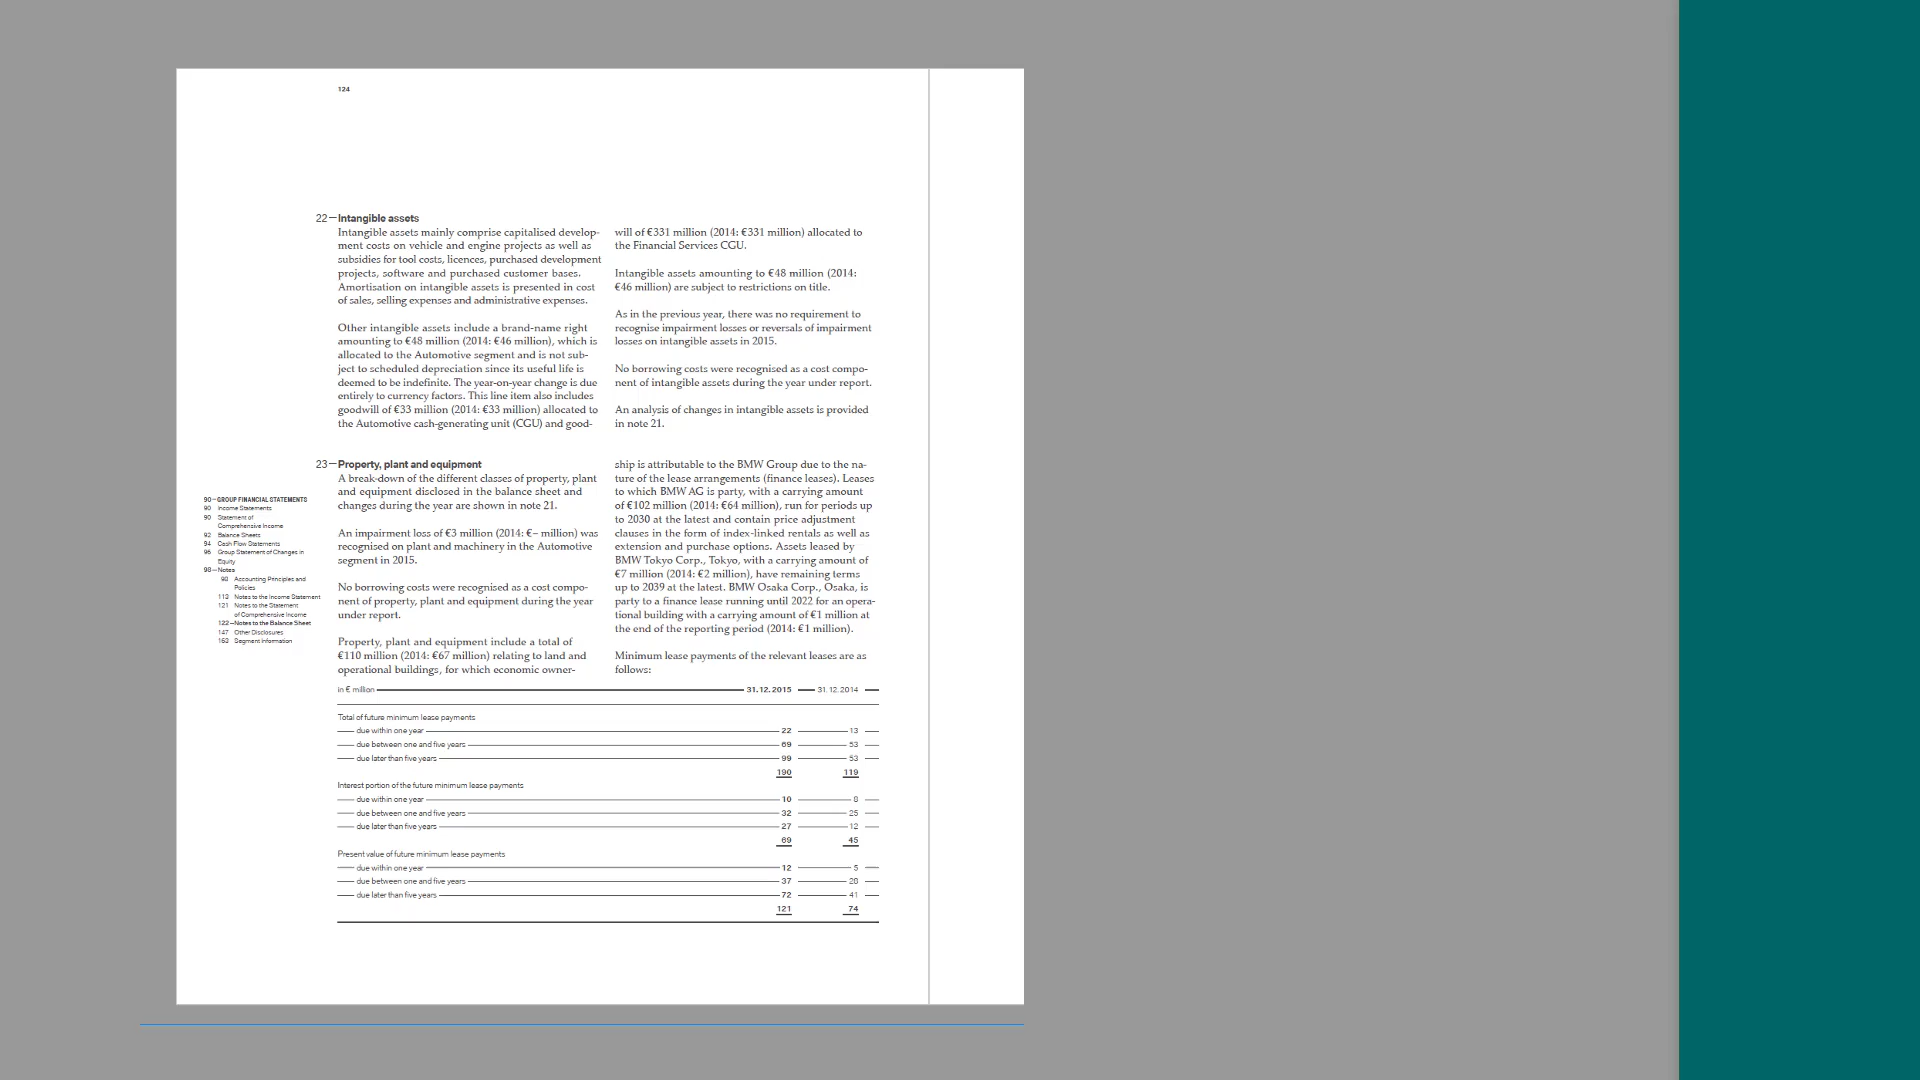 124
22—Intangible assets
Intangible assets mainly comprise capitalised develop-
ment costs on vehicle and engine projects as well as
subsidies for tool costs, licences, purchased development
projects, software and purchased customer bases.
Amortisation on intangible assets is presented in cost
of sales, selling expenses and administrative expenses.
Other intangible assets include a brand-name right
amounting to €48 million (2014: €46 million), which is
allocated to the Automotive segment and is not sub-
ject to scheduled depreciation since its useful life is
deemed to be indefinite. The year-on-year change is due
entirely to currency factors. This line item also includes
goodwill of €33 million (2014: €33 million) allocated to
the Automotive cash-generating unit (CGU) and good-
will of €331 million (2014: €331 million) allocated to
the Financial Services CGU.
Intangible assets amounting to €48 million (2014:
€46 million) are subject to restrictions on title.
As in the previous year, there was no requirement to
recognise impairment losses or reversals of impairment
losses on intangible assets in 2015.
No borrowing costs were recognised as a cost compo-
nent of intangible assets during the year under report.
An analysis of changes in intangible assets is provided
in note 21.
23—Property, plant and equipment
A break-down of the different classes of property, plant
and equipment disclosed in the balance sheet and
changes during the year are shown in note 21.
An impairment loss of €3 million (2014: €– million) was
recognised on plant and machinery in the Automotive
segment in 2015.
No borrowing costs were recognised as a cost compo-
nent of property, plant and equipment during the year
under report.
Property, plant and equipment include a total of
€110 million (2014: €67 million) relating to land and
operational buildings, for which economic owner-
ship is attributable to the BMW Group due to the na-
ture of the lease arrangements (finance leases). Leases
to which BMW AG is party, with a carrying amount
of €102 million (2014: €64 million), run for periods up
to 2030 at the latest and contain price adjustment
clauses in the form of index-linked rentals as well as
extension and purchase options. Assets leased by
BMW Tokyo Corp., Tokyo, with a carrying amount of
€7 million (2014: €2 million), have remaining terms
up to 2039 at the latest. BMW Osaka Corp., Osaka, is
party to a finance lease running until 2022 for an opera-
tional building with a carrying amount of €1 million at
the end of the reporting period (2014: €1 million).
Minimum lease payments of the relevant leases are as
follows:
90—GROUP FINANCIAL STATEMENTS
90 Income Statements
90 Statement of
Comprehensive Income
92 Balance Sheets
94 Cash Flow Statements
96 Group Statement of Changes in
Equity
98—Notes
98 Accounting Principles and
Policies
113 Notes to the Income Statement
121 Notes to the Statement
of Comprehensive Income
122—Notes to the Balance Sheet
147 Other Disclosures
163 Segment Information
in € million 31.12.2015 31.12.2014
Total of future minimum lease payments
due within one year 22 13
due between one and five years 69 53
due later than five years 99 53
190 119
Interest portion of the future minimum lease payments
due within one year 10 8
due between one and five years 32 25
due later than five years 27 12
69 45
Present value of future minimum lease payments
due within one year 12 5
due between one and five years 37 28
due later than five years 72 41
121 74